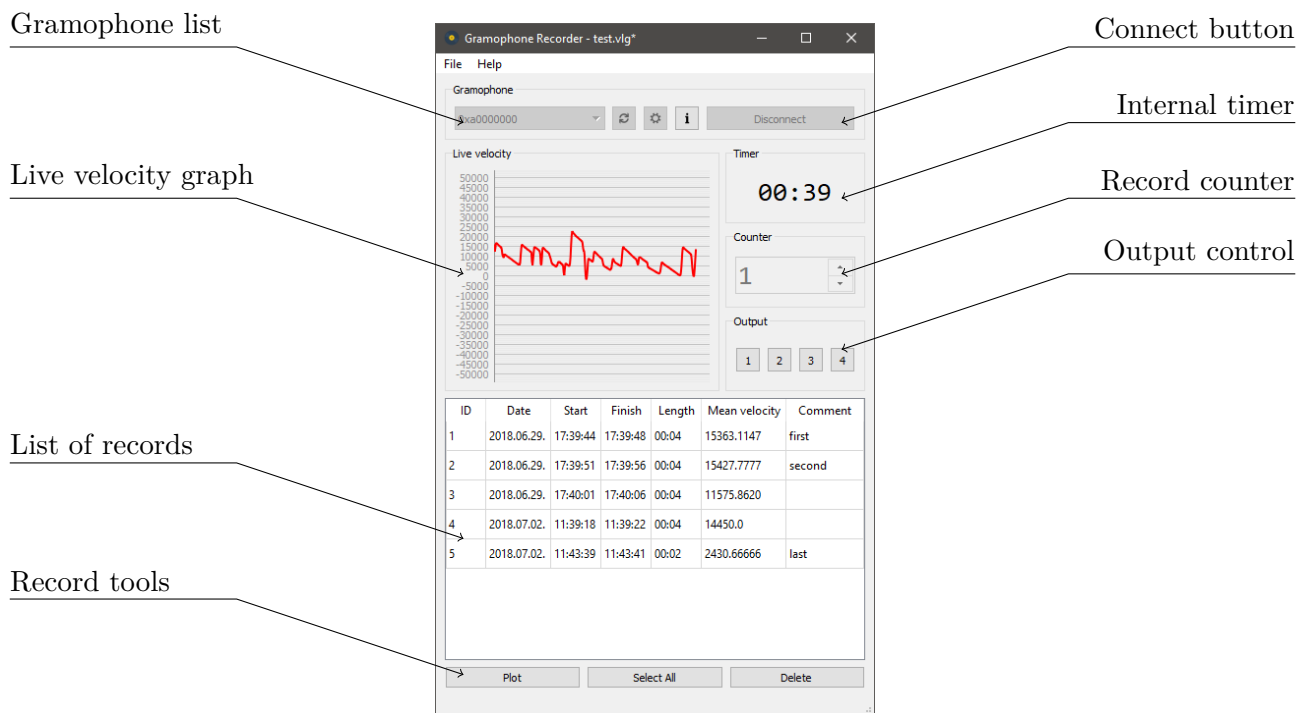 Gramophone list
Live velocity graph
List of records
Record tools
Gramophone Recorder - test.vlg*
File Help
Gramophone
0xa0000000
i
Disconnect
Live velocity
50000
45000
40000
35000
30000
25000
20000
15000
10000
5000
0
-5000
-10000
-15000
-20000
-25000
-30000
-35000
-40000
-45000
-50000
Timer
00:39
Counter
1
Output
1 2 3 4
ID Date Start Finish Length Mean velocity Comment
1 2018.06.29. 17:39:44 17:39:48 00:04 15363.1147 first
2 2018.06.29. 17:39:51 17:39:56 00:04 15427.7777 second
3 2018.06.29. 17:40:01 17:40:06 00:04 11575.8620
4 2018.07.02. 11:39:18 11:39:22 00:04 14450.0
5 2018.07.02. 11:43:39 11:43:41 00:02 2430.66666 last
Plot Select All Delete
Connect button
Internal timer
Record counter
Output control